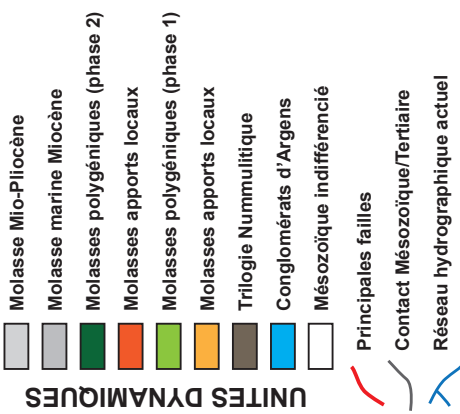 UNITES DYNAMIQUES
Molasse Mio-Pliocène
Molasse marine Miocène
Molasses polygéniques (phase 2)
Molasses apports locaux
Molasses polygéniques (phase 1)
Molasses apports locaux
Trilogie Nummulitique
Conglomérats d'Argens
Mésozoïque indifférencié
Principales failles
Contact Mésozoïque/Tertiaire
Réseau hydrographique actuel